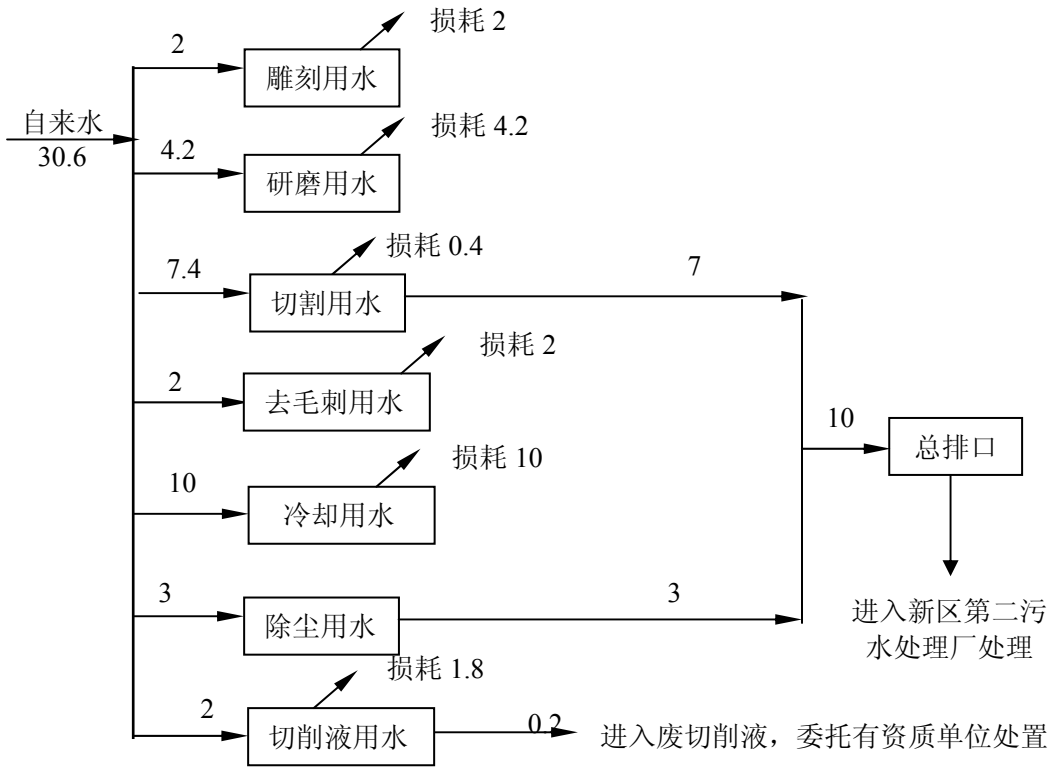 损耗 2
2
雕刻用水
自来水
30.6
损耗 4.2
4.2
研磨用水
损耗 0.4
7.4
切割用水
7
损耗 2
2
去毛刺用水
10
总排口
损耗 10
10
冷却用水
3
除尘用水
3
进入新区第二污
水处理厂处理
损耗 1.8
2
切削液用水
0.2
进入废切削液，委托有资质单位处置